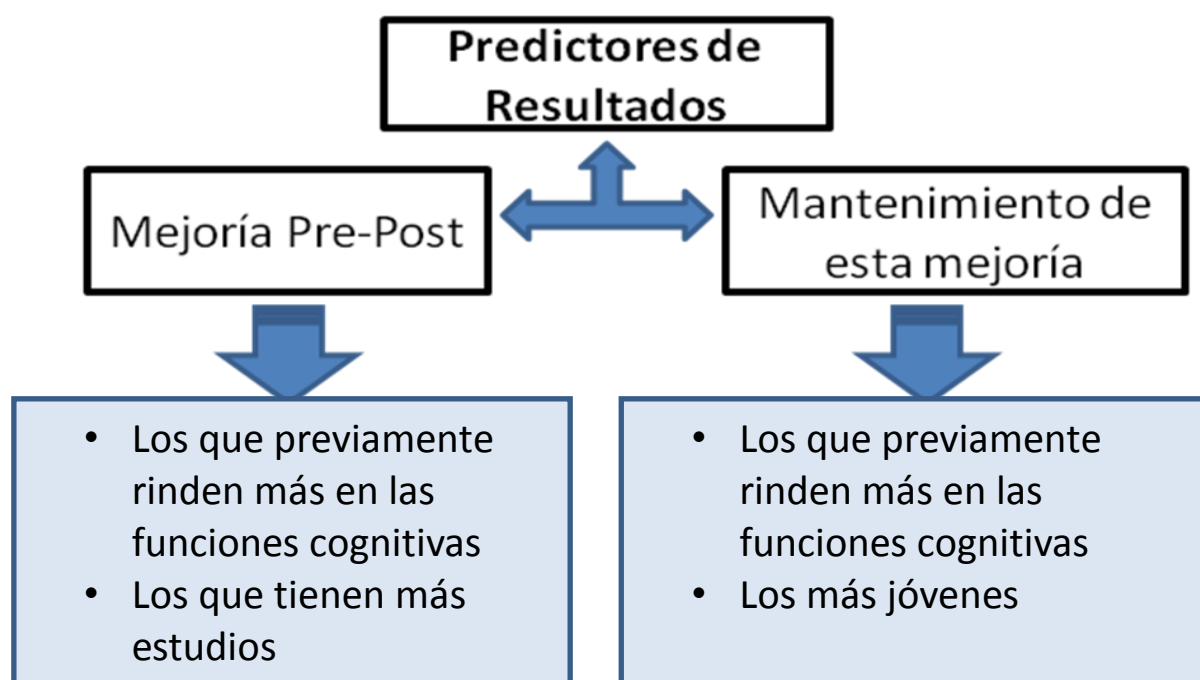 Predictores de
Resultados
Mejoría Pre-Post
Mantenimiento de
esta mejoría
• Los que previamente
rinden más en las
funciones cognitivas
• Los que tienen más
estudios
• Los que previamente
rinden más en las
funciones cognitivas
• Los más jóvenes